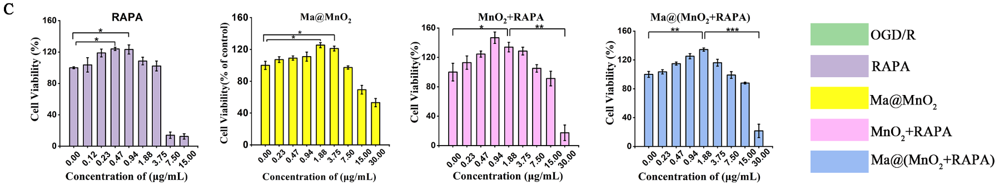 C
RAPA
Cell Viability (%)
160
120
80
40
0
*
*
0.00 0.12 0.23 0.47 0.94 1.88 3.75 7.50 15.00
Concentration of (μg/mL)
Ma@MnO₂
Cell Viability(% of control)
160
120
80
40
0
*
*
0.00 0.23 0.47 0.94 1.88 3.75 7.50 15.00 30.00
Concentration of (μg/mL)
MnO₂+RAPA
Cell Viability(%)
160
120
80
40
0
* **
0.00 0.23 0.47 0.94 1.88 3.75 7.50 15.00 30.00
Concentration (μg/mL)
Ma@(MnO₂+RAPA)
Cell Viability (%)
160
120
80
40
0
** ***
0.00 0.23 0.47 0.94 1.88 3.75 7.50 15.00 30.00
Concentration of (μg/mL)
OGD/R
RAPA
Ma@MnO₂
MnO₂+RAPA
Ma@(MnO₂+RAPA)